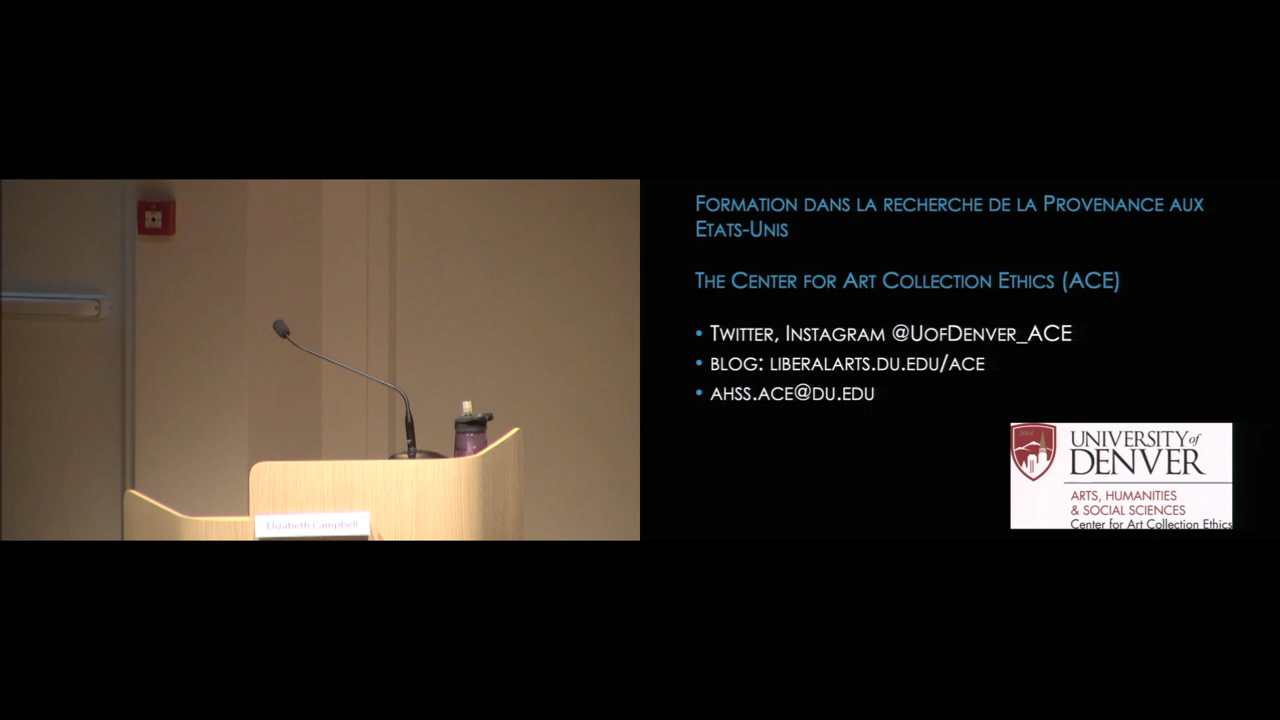 Formation dans la recherche de la Provenance aux
Etats-Unis
The Center for Art Collection Ethics (ACE)
• Twitter, Instagram @UofDenver_ACE
• blog: liberalarts.du.edu/ace
• ahss.ace@du.edu
UNIVERSITY of
DENVER
ARTS, HUMANITIES
& SOCIAL SCIENCES
Center for Art Collection Ethics
Elizabeth Campbell